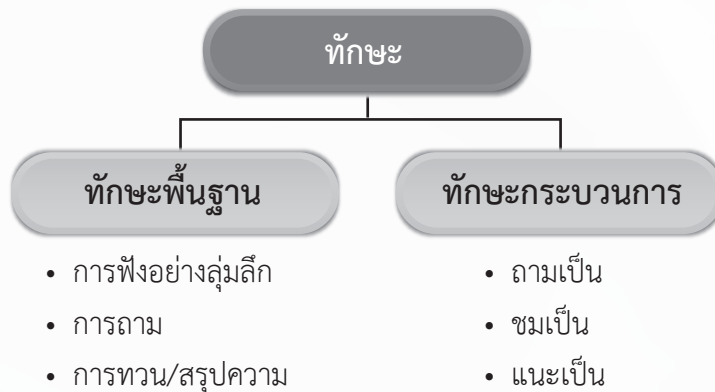 ทักษะ
ทักษะพื้นฐาน
• การฟังอย่างลุ่มลึก
• การถาม
• การทวน/สรุปความ
ทักษะกระบวนการ
• ถามเป็น
• ชมเป็น
• แนะเป็น